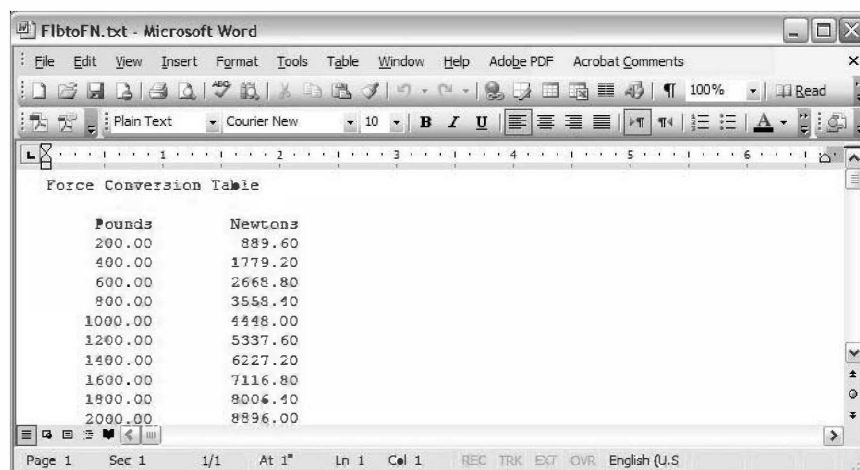 FlbtoFN.txt - Microsoft Word
File Edit View Insert Format Tools Table Window Help Adobe PDF Acrobat Comments
100% Read
Plain Text Courier New 10 B I U A
1 2 3 4 5 6
Force Conversion Table
Pounds Newtons
200.00 889.60
400.00 1779.20
600.00 2668.80
800.00 3558.40
1000.00 4448.00
1200.00 5337.60
1400.00 6227.20
1600.00 7116.80
1800.00 8006.40
2000.00 8896.00
Page 1 Sec 1 1/1 At 1" Ln 1 Col 1 REC TRK EXT OVR English (U.S